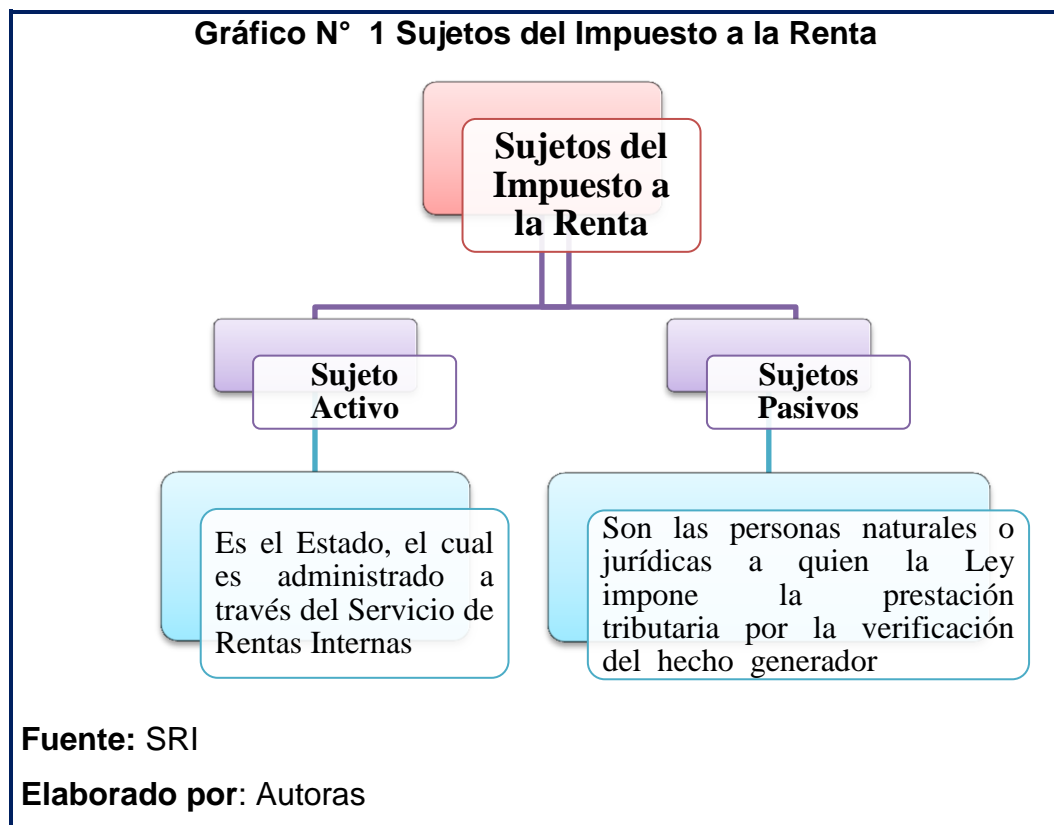 Gráfico N° 1 Sujetos del Impuesto a la Renta
Sujetos del
Impuesto a
la Renta
Sujeto
Activo
Sujetos
Pasivos
Es el Estado, el cual
es administrado a
través del Servicio de
Rentas Internas
Son las personas naturales o
jurídicas a quien la Ley
impone la prestación
tributaria por la verificación
del hecho generador
Fuente: SRI
Elaborado por: Autoras